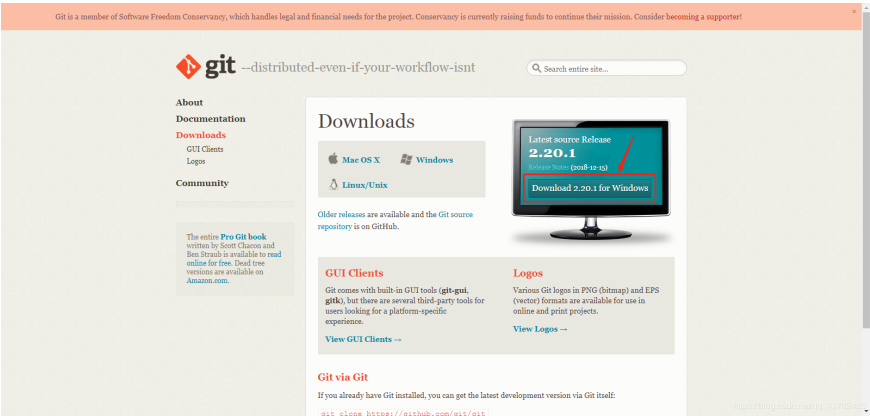 Git is a member of Software Freedom Conservancy, which handles legal and financial needs for the project. Conservancy is currently raising funds to continue their mission. Consider becoming a supporter!
git --distributed-even-if-your-workflow-isnt
Search entire site...
About
Documentation
Downloads
GUI Clients
Logos
Community
The entire Pro Git book
written by Scott Chacon and
Ben Straub is available to read
online for free. Dead tree
versions are available on
Amazon.com.
Downloads
Mac OS X
Windows
Linux/Unix
Older releases are available and the Git source
repository is on GitHub.
Latest source Release
2.20.1
Release Notes (2018-12-15)
Download 2.20.1 for Windows
GUI Clients
Git comes with built-in GUI tools (git-gui,
gitk), but there are several third-party tools for
users looking for a platform-specific
experience.
View GUI Clients →
Logos
Various Git logos in PNG (bitmap) and EPS
(vector) formats are available for use in
online and print projects.
View Logos →
Git via Git
If you already have Git installed, you can get the latest development version via Git itself:
git clone https://github.com/git/git